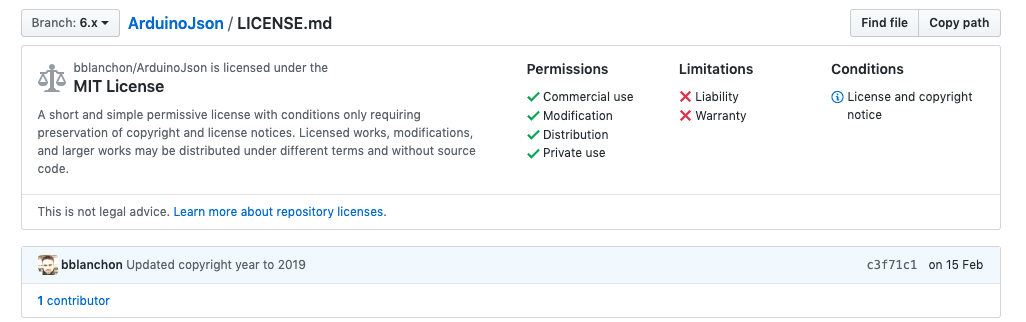 Branch: 6.x
ArduinoJson / LICENSE.md
Find file
Copy path
bblanchon/ArduinoJson is licensed under the
MIT License
A short and simple permissive license with conditions only requiring
preservation of copyright and license notices. Licensed works, modifications,
and larger works may be distributed under different terms and without source
code.
Permissions
Commercial use
Modification
Distribution
Private use
Limitations
Liability
Warranty
Conditions
License and copyright
notice
This is not legal advice. Learn more about repository licenses.
bblanchon Updated copyright year to 2019
c3f71c1 on 15 Feb
1 contributor